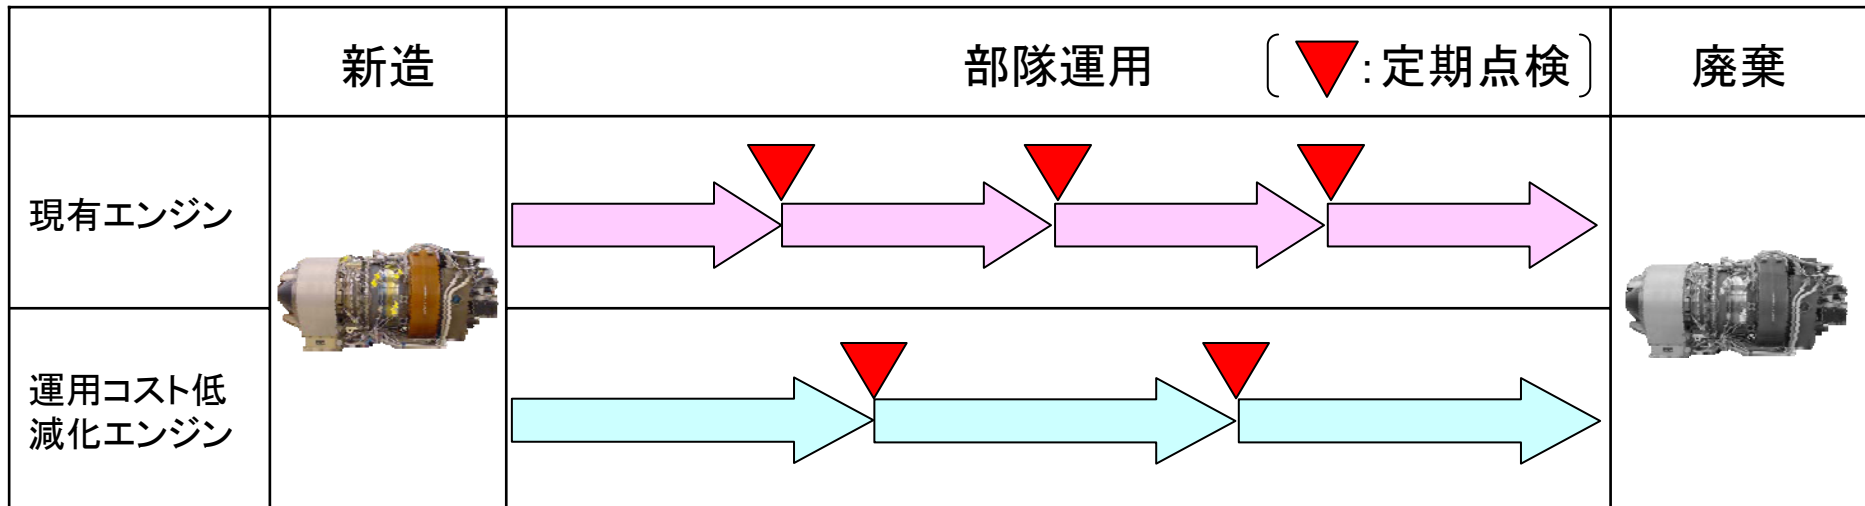 新造
部隊運用
〔▼:定期点検〕
廃棄
現有エンジン
運用コスト低
減化エンジン